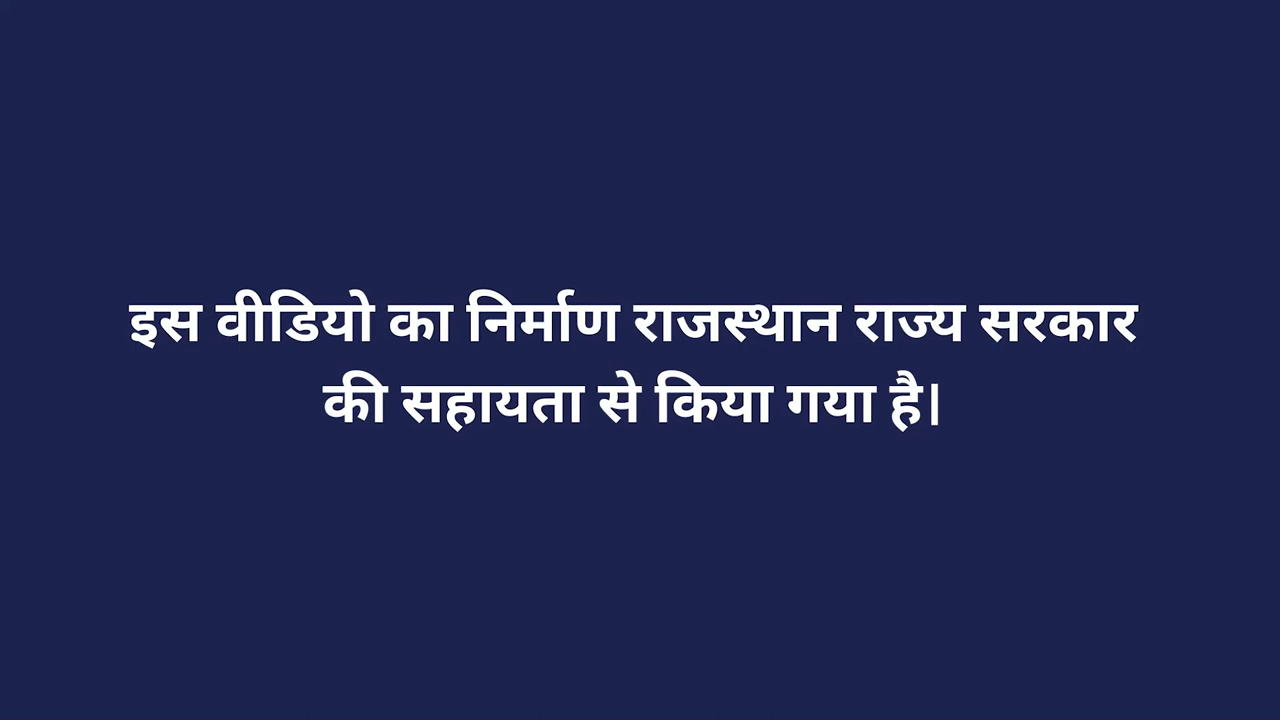 इस वीडियो का निर्माण राजस्थान राज्य सरकार
की सहायता से किया गया है।